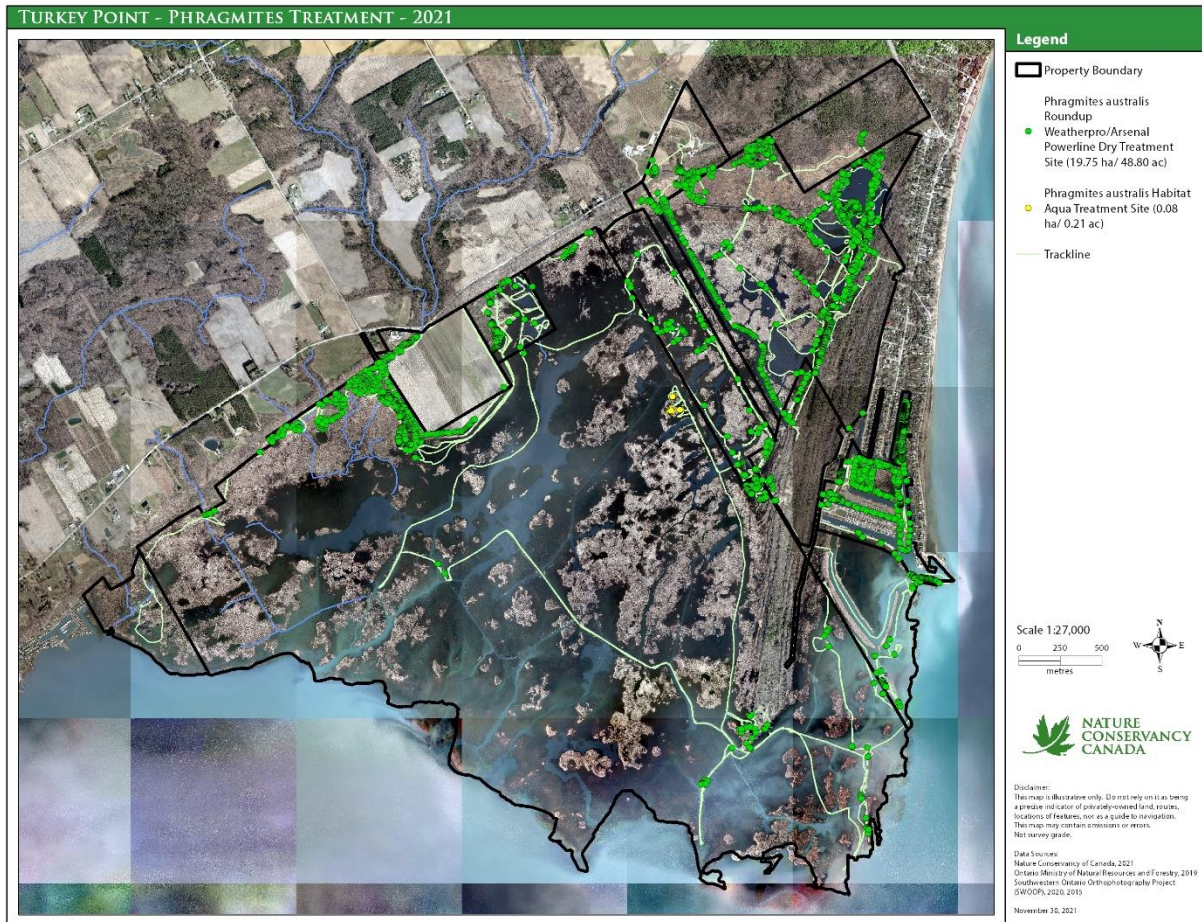 TURKEY POINT - PHRAGMITES TREATMENT - 2021
Legend
Property Boundary
Phragmites australis
Roundup
Weatherpro/Arsenal
Powerline Dry Treatment
Site (19.75 ha/ 48.80 ac)
Phragmites australis Habitat
Aqua Treatment Site (0.08
ha/ 0.21 ac)
Trackline
Scale 1:27,000
0 250 500
metres
N
W E
S
NATURE
CONSERVANCY
CANADA
Disclaimer:
This map is illustrative only. Do not rely on it as being
a precise indicator of privately-owned land, routes,
locations of features, nor as a guide to navigation.
This map may contain omissions or errors.
Not survey grade.
Data Sources:
Nature Conservancy of Canada, 2021
Ontario Ministry of Natural Resources and Forestry, 2019
Southwestern Ontario Orthophotography Project
(SWOOP), 2020, 2015
November 30, 2021